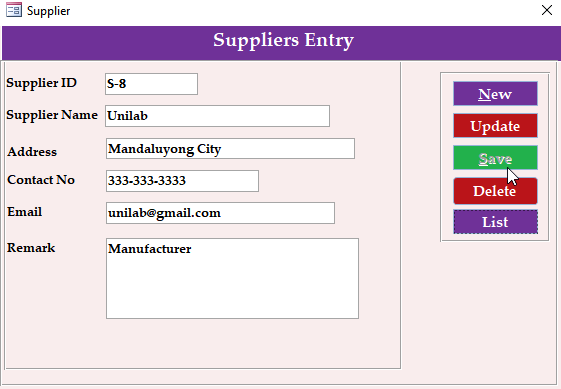 Supplier
Suppliers Entry
Supplier ID S-8
Supplier Name Unilab
Address Mandaluyong City
Contact No 333-333-3333
Email unilab@gmail.com
Remark Manufacturer
New
Update
Save
Delete
List